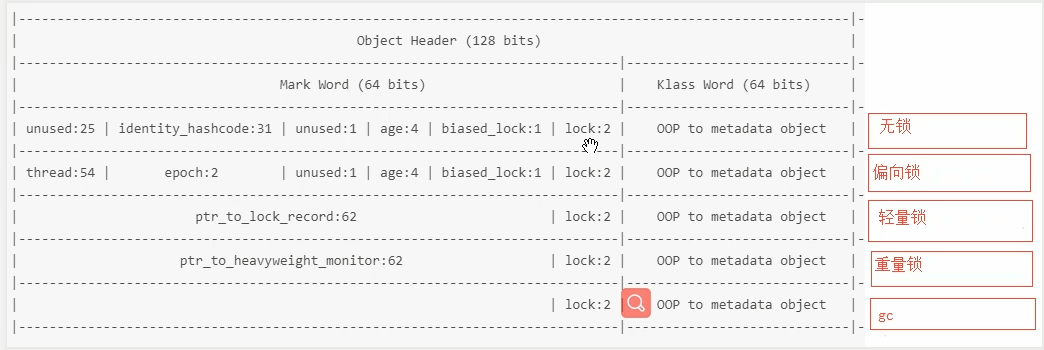 |-----------------------------------------------------------------------------------------------------------|-
| Object Header (128 bits) |
|------------------------------------------------------------------------------|----------------------------|-
| Mark Word (64 bits) | Klass Word (64 bits) |
|------------------------------------------------------------------------------|----------------------------|-
| unused:25 | identity_hashcode:31 | unused:1 | age:4 | biased_lock:1 | lock:2 | OOP to metadata object | 无锁
|------------------------------------------------------------------------------|----------------------------|-
| thread:54 | epoch:2 | unused:1 | age:4 | biased_lock:1 | lock:2 | OOP to metadata object | 偏向锁
|------------------------------------------------------------------------------|----------------------------|-
| ptr_to_lock_record:62 | lock:2 | OOP to metadata object | 轻量锁
|------------------------------------------------------------------------------|----------------------------|-
| ptr_to_heavyweight_monitor:62 | lock:2 | OOP to metadata object | 重量锁
|------------------------------------------------------------------------------|----------------------------|-
| | lock:2 | OOP to metadata object | gc
|------------------------------------------------------------------------------|----------------------------|-